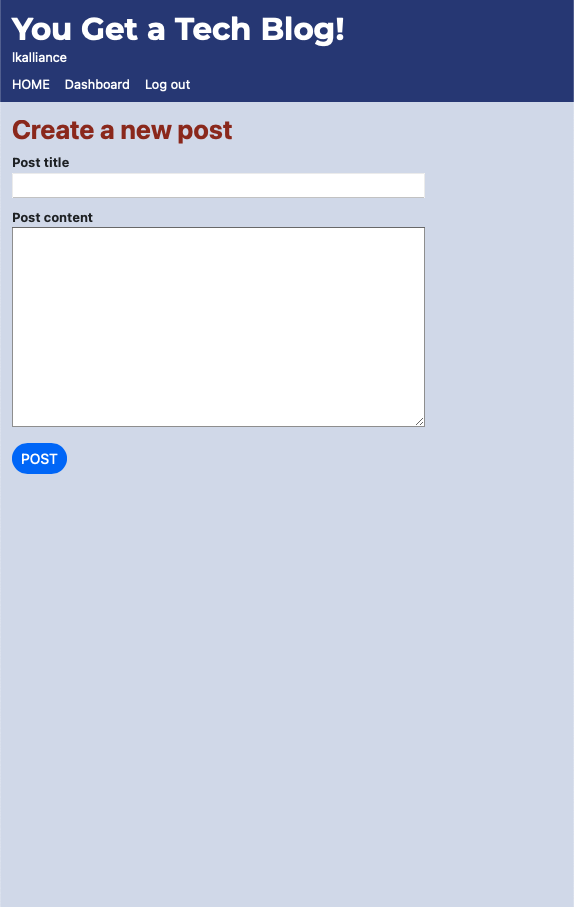 You Get a Tech Blog!
lkalliance
HOME Dashboard Log out
Create a new post
Post title
Post content
POST